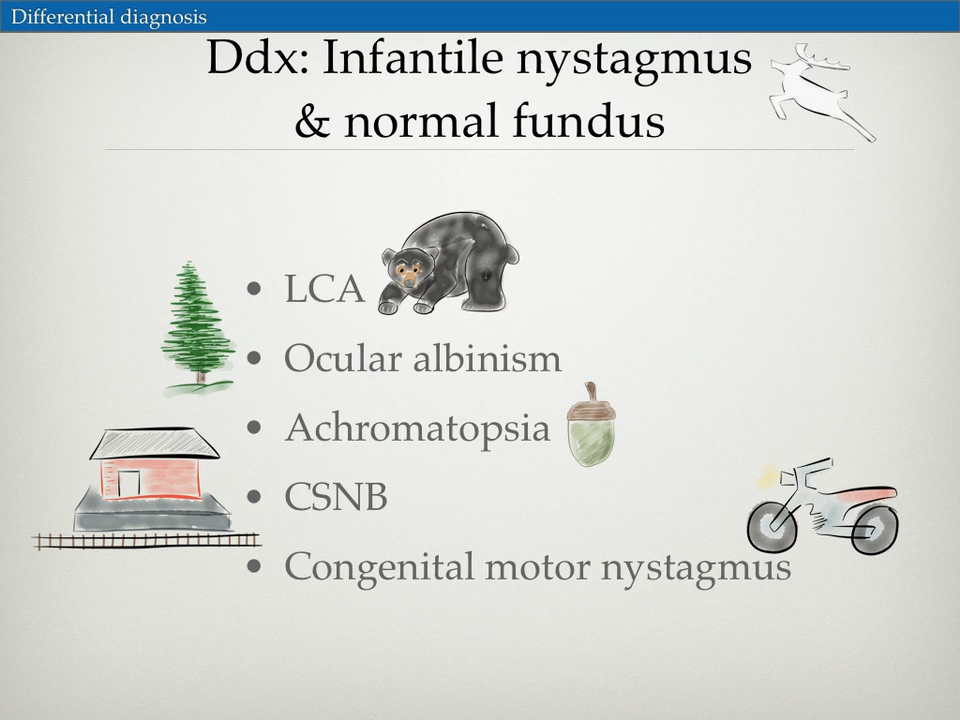 Differential diagnosis
Ddx: Infantile nystagmus
& normal fundus
• LCA
• Ocular albinism
• Achromatopsia
• CSNB
• Congenital motor nystagmus